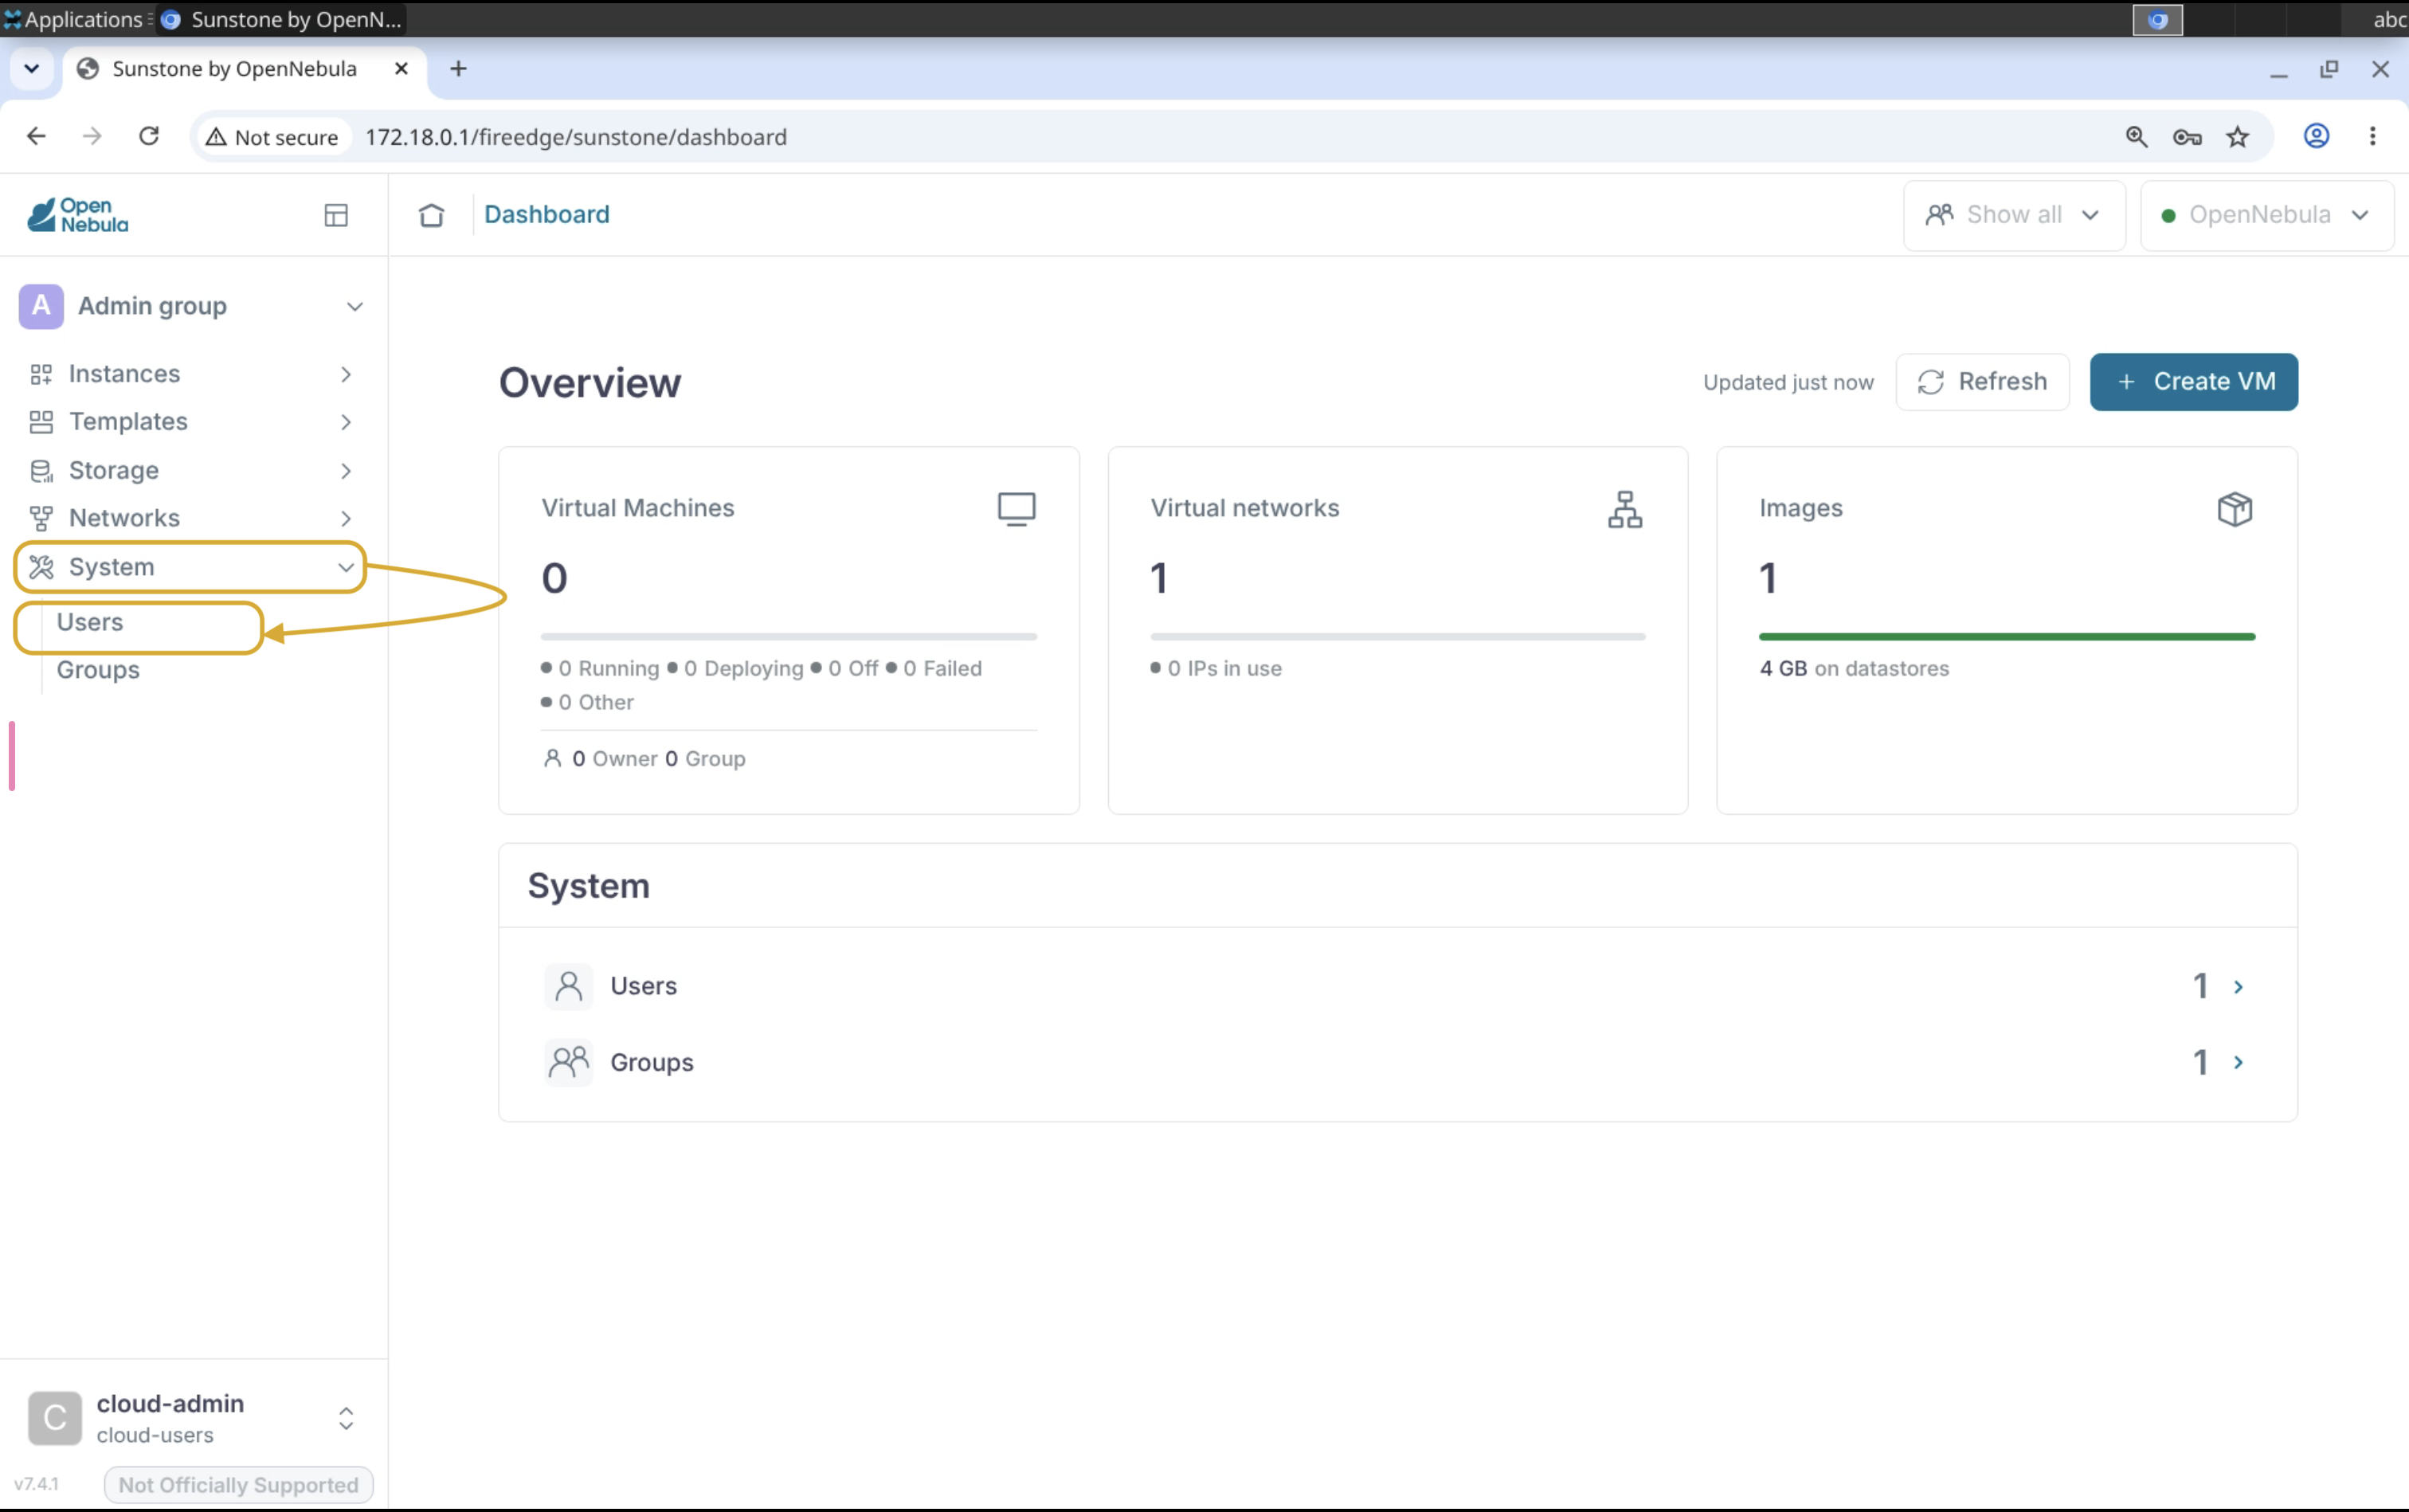 Applications
Sunstone by OpenN...
abc
Sunstone by OpenNebula
Not secure
172.18.0.1/fireedge/sunstone/dashboard
Open
Nebula
Dashboard
Show all
OpenNebula
A
Admin group
Instances
Templates
Storage
Networks
System
Users
Groups
Overview
Updated just now
Refresh
+ Create VM
Virtual Machines
0
0 Running 0 Deploying 0 Off 0 Failed
0 Other
0 Owner 0 Group
Virtual networks
1
0 IPs in use
Images
1
4 GB on datastores
System
Users 1
Groups 1
C
cloud-admin
cloud-users
v7.4.1
Not Officially Supported